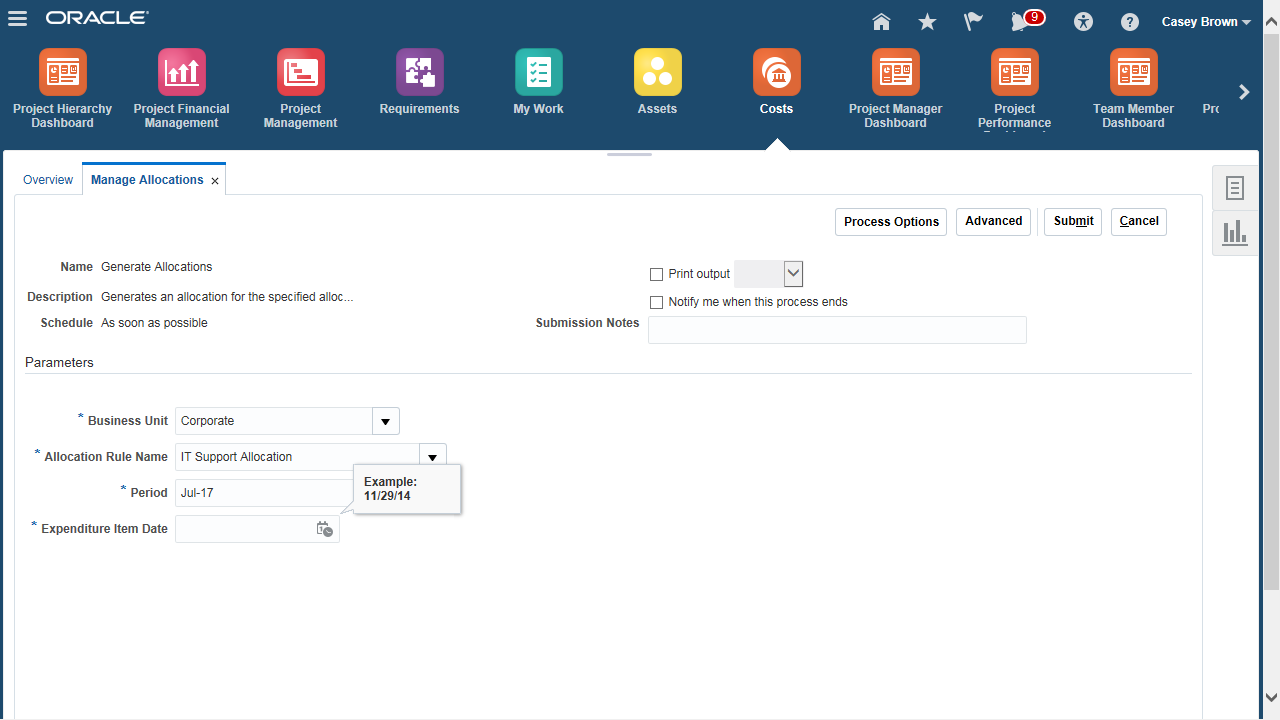 ORACLE
9
Casey Brown
Project Hierarchy
Dashboard
Project Financial
Management
Project
Management
Requirements
My Work
Assets
Costs
Project Manager
Dashboard
Project
Performance
Team Member
Dashboard
Overview
Manage Allocations
Process Options
Advanced
Submit
Cancel
Name Generate Allocations
Print output
Description Generates an allocation for the specified alloc...
Notify me when this process ends
Schedule As soon as possible
Submission Notes
Parameters
* Business Unit Corporate
* Allocation Rule Name IT Support Allocation
Example:
11/29/14
* Period Jul-17
* Expenditure Item Date